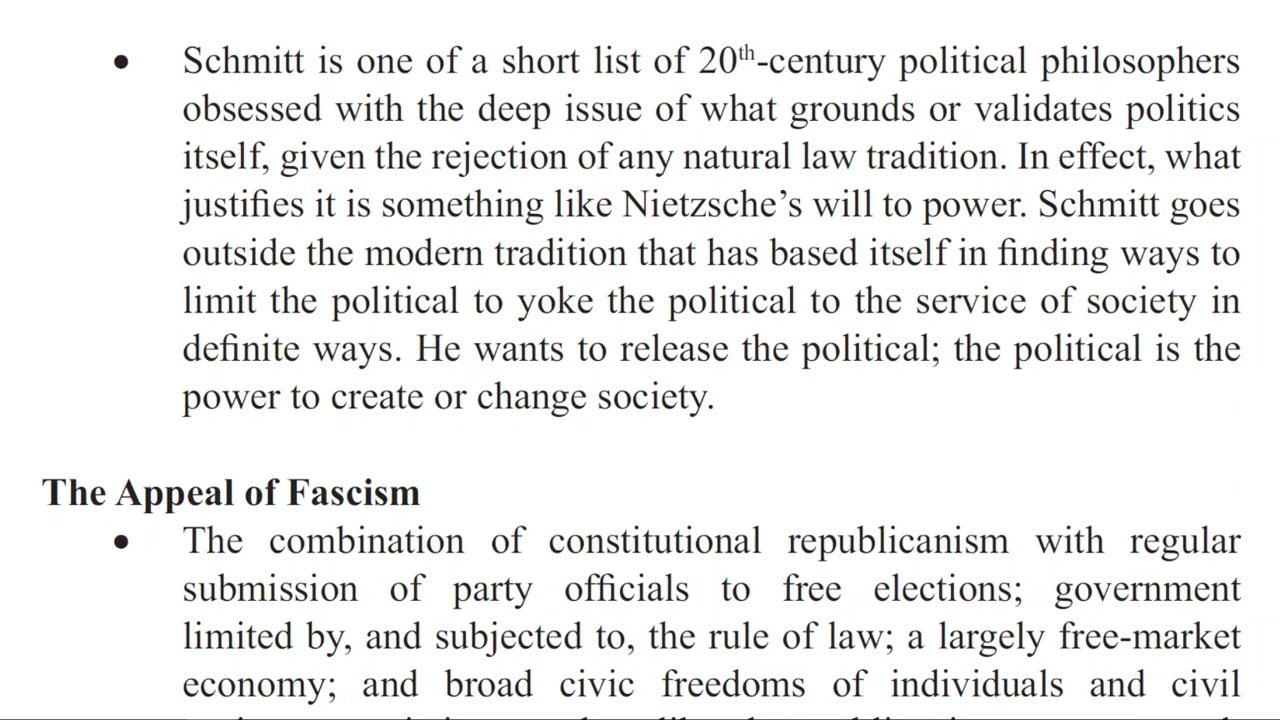 • Schmitt is one of a short list of 20th-century political philosophers
obsessed with the deep issue of what grounds or validates politics
itself, given the rejection of any natural law tradition. In effect, what
justifies it is something like Nietzsche’s will to power. Schmitt goes
outside the modern tradition that has based itself in finding ways to
limit the political to yoke the political to the service of society in
definite ways. He wants to release the political; the political is the
power to create or change society.
The Appeal of Fascism
• The combination of constitutional republicanism with regular
submission of party officials to free elections; government
limited by, and subjected to, the rule of law; a largely free-market
economy; and broad civic freedoms of individuals and civil